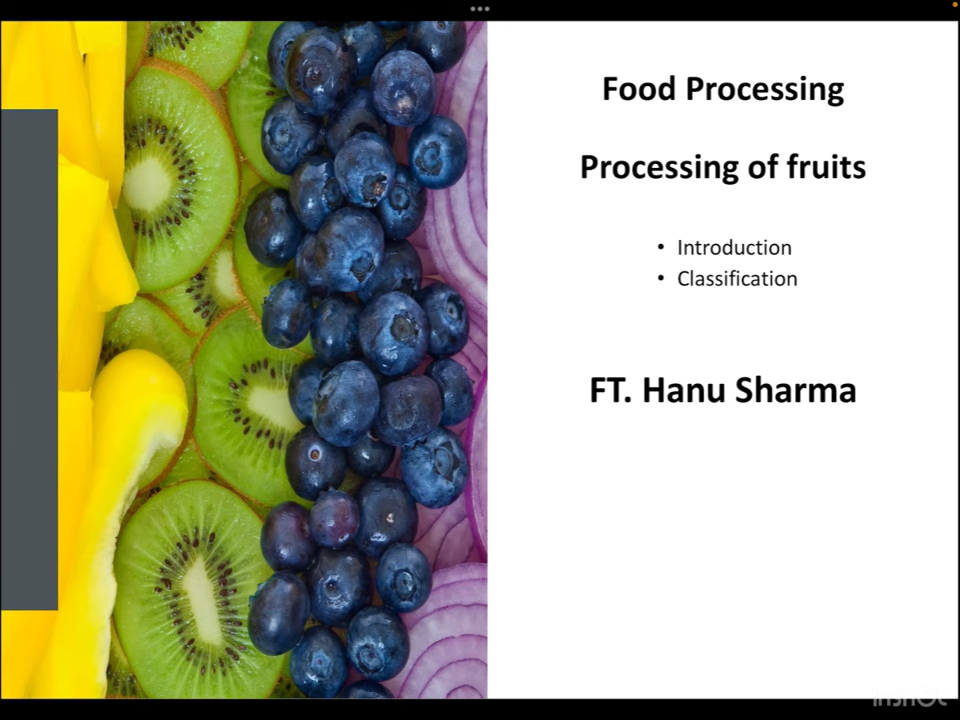 Food Processing
Processing of fruits
• Introduction
• Classification
FT. Hanu Sharma
INSHOT